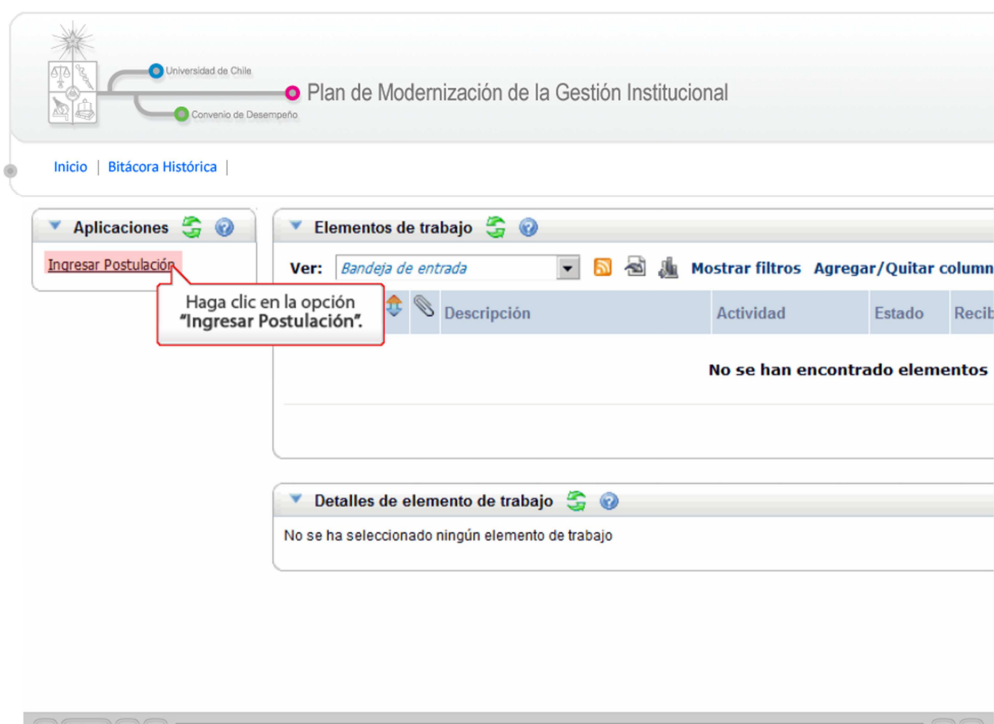 Universidad de Chile
Plan de Modernización de la Gestión Institucional
Convenio de Desempeño
Inicio | Bitácora Histórica |
Aplicaciones
Ingresar Postulación
Haga clic en la opción
"Ingresar Postulación".
Elementos de trabajo
Ver: Bandeja de entrada Mostrar filtros Agregar/Quitar column
Descripción Actividad Estado Recib
No se han encontrado elementos
Detalles de elemento de trabajo
No se ha seleccionado ningún elemento de trabajo